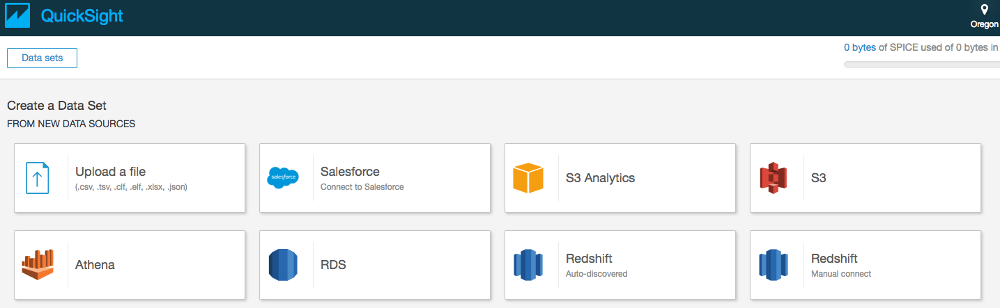 QuickSight
Oregon
Data sets
0 bytes of SPICE used of 0 bytes in
Create a Data Set
FROM NEW DATA SOURCES
Upload a file
(.csv, .tsv, .clf, .elf, .xlsx, .json)
salesforce
Salesforce
Connect to Salesforce
S3 Analytics
S3
Athena
RDS
Redshift
Auto-discovered
Redshift
Manual connect